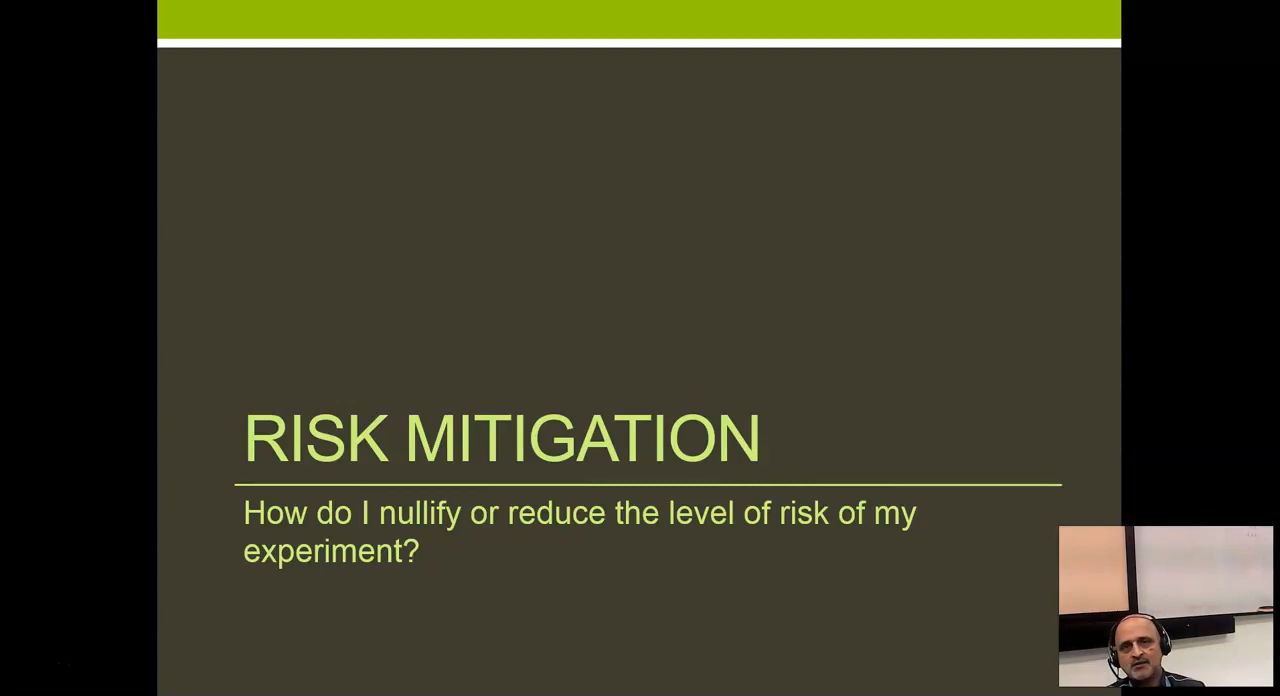 RISK MITIGATION
How do I nullify or reduce the level of risk of my
experiment?